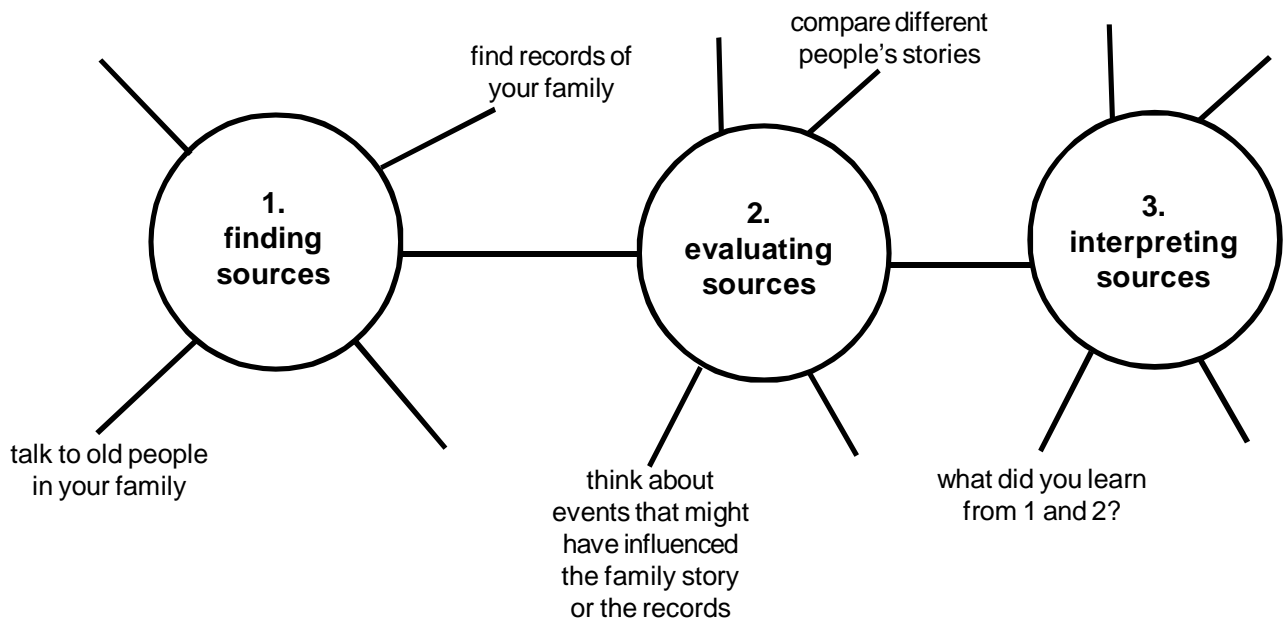 find records of
your family
1.
finding
sources
talk to old people
in your family
compare different
people's stories
2.
evaluating
sources
think about
events that might
have influenced
the family story
or the records
3.
interpreting
sources
what did you learn
from 1 and 2?